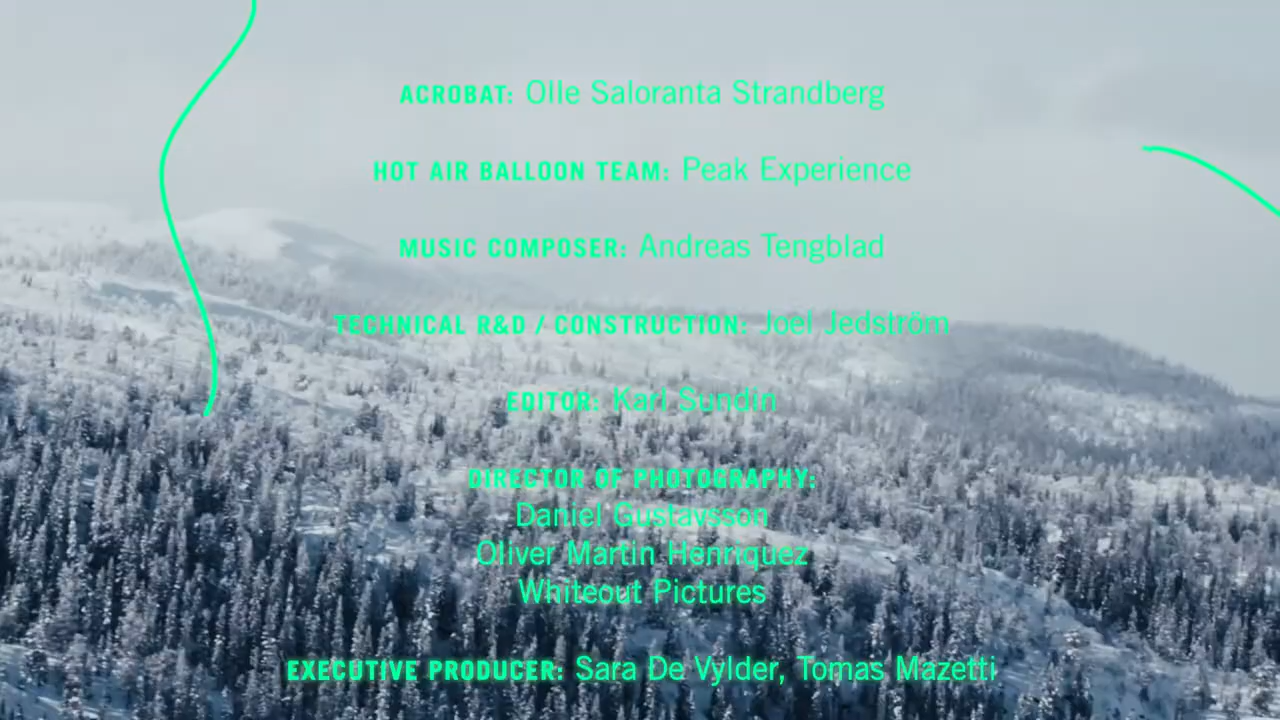 ACROBAT: Olle Saloranta Strandberg
HOT AIR BALLOON TEAM: Peak Experience
MUSIC COMPOSER: Andreas Tengblad
TECHNICAL R&D / CONSTRUCTION: Joel Jedström
EDITOR: Karl Sundin
DIRECTOR OF PHOTOGRAPHY:
Daniel Gustavsson
Oliver Martin Henriquez
Whiteout Pictures
EXECUTIVE PRODUCER: Sara De Vylder, Tomas Mazetti